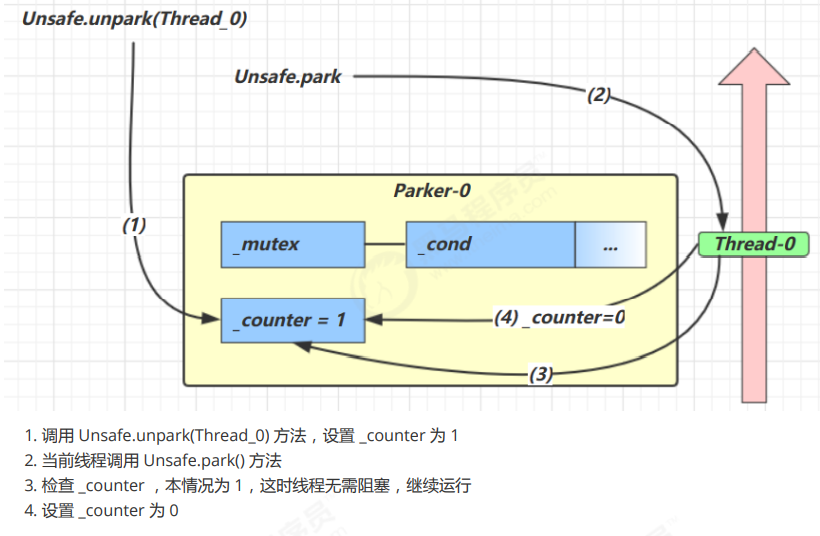 Unsafe.unpark(Thread_0)
Unsafe.park
(2)
Parker-0
(1)
_mutex
_cond
...
Thread-0
_counter = 1
(4) _counter=0
(3)
1. 调用 Unsafe.unpark(Thread_0) 方法，设置 _counter 为 1
2. 当前线程调用 Unsafe.park() 方法
3. 检查 _counter ，本情况为 1，这时线程无需阻塞，继续运行
4. 设置 _counter 为 0